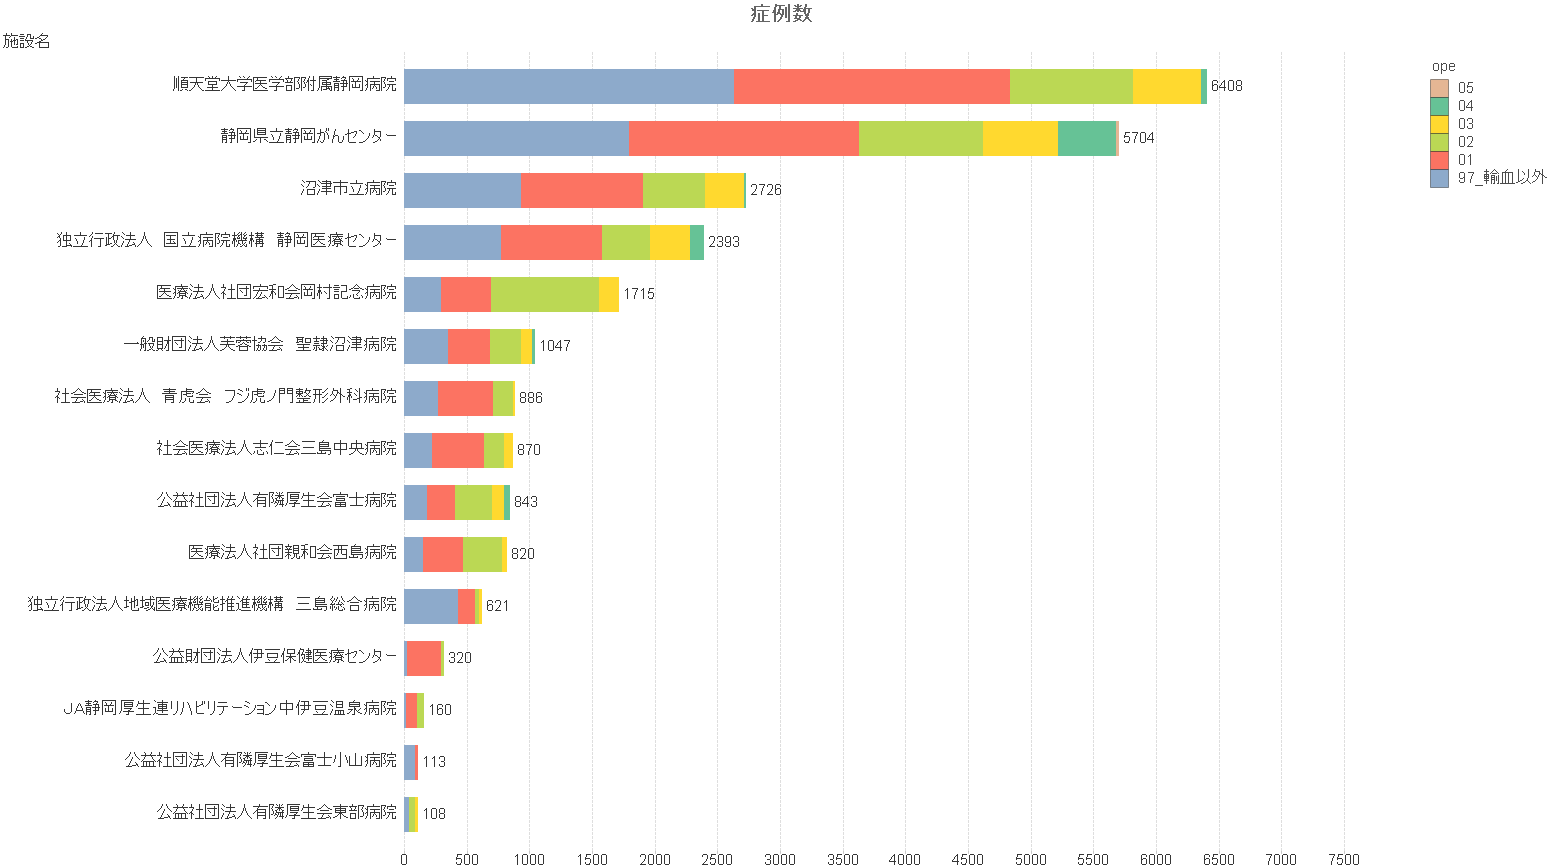 症例数
施設名
順天堂大学医学部附属静岡病院 6408
静岡県立静岡がんセンター 5704
沼津市立病院 2726
独立行政法人　国立病院機構　静岡医療センター 2393
医療法人社団宏和会岡村記念病院 1715
一般財団法人芙蓉協会　聖隷沼津病院 1047
社会医療法人　青虎会　フジ虎ノ門整形外科病院 886
社会医療法人志仁会三島中央病院 870
公益社団法人有隣厚生会富士病院 843
医療法人社団親和会西島病院 820
独立行政法人地域医療機能推進機構　三島総合病院 621
公益財団法人伊豆保健医療センター 320
JA静岡厚生連リハビリテーション中伊豆温泉病院 160
公益社団法人有隣厚生会富士小山病院 113
公益社団法人有隣厚生会東部病院 108
0 500 1000 1500 2000 2500 3000 3500 4000 4500 5000 5500 6000 6500 7000 7500
ope
05
04
03
02
01
97_輸血以外